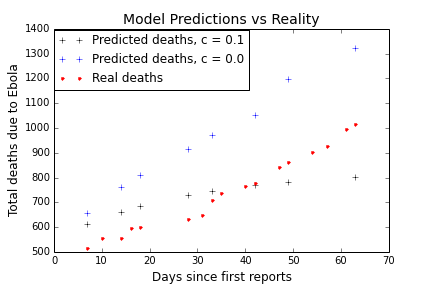 Model Predictions vs Reality
1400
1300
1200
1100
1000
900
800
700
600
500
Total deaths due to Ebola
Predicted deaths, c = 0.1
Predicted deaths, c = 0.0
Real deaths
0 10 20 30 40 50 60 70
Days since first reports